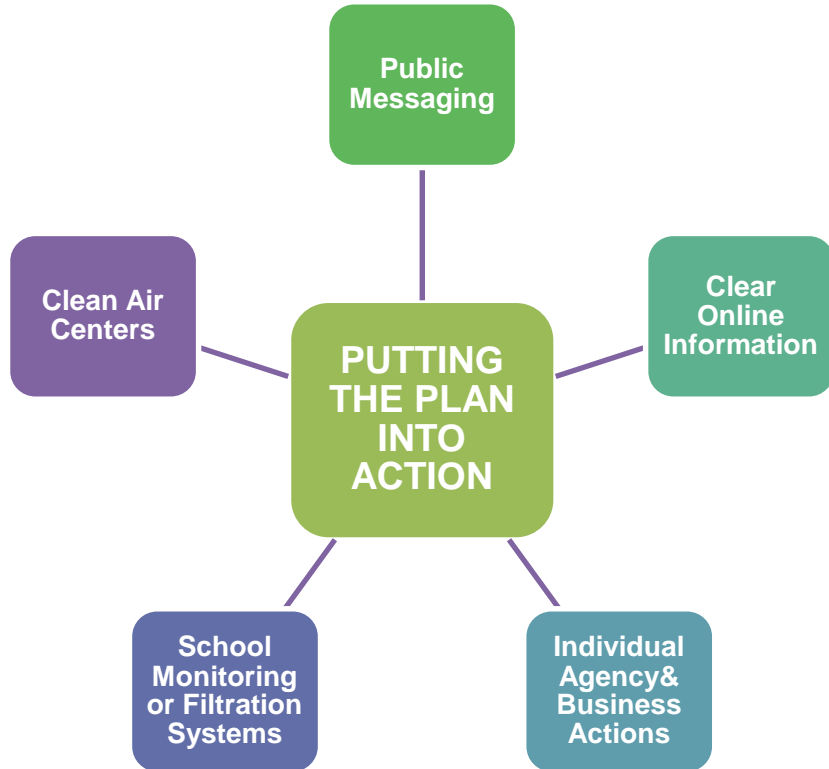 Public
Messaging
Clean Air
Centers
Clear
Online
Information
PUTTING
THE PLAN
INTO
ACTION
School
Monitoring
or Filtration
Systems
Individual
Agency&
Business
Actions